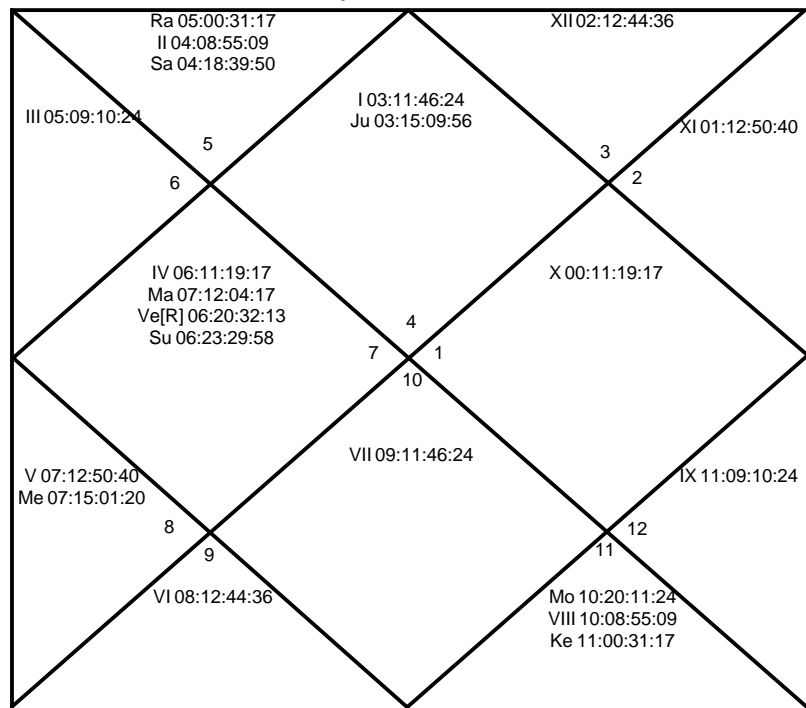 Ra 05:00:31:17
II 04:08:55:09
Sa 04:18:39:50
XII 02:12:44:36
I 03:11:46:24
Ju 03:15:09:56
III 05:09:10:24
XI 01:12:50:40
5
3
6
2
IV 06:11:19:17
Ma 07:12:04:17
Ve[R] 06:20:32:13
Su 06:23:29:58
X 00:11:19:17
4
7
1
10
VII 09:11:46:24
V 07:12:50:40
Me 07:15:01:20
IX 11:09:10:24
8
12
9
11
VI 08:12:44:36
Mo 10:20:11:24
VIII 10:08:55:09
Ke 11:00:31:17